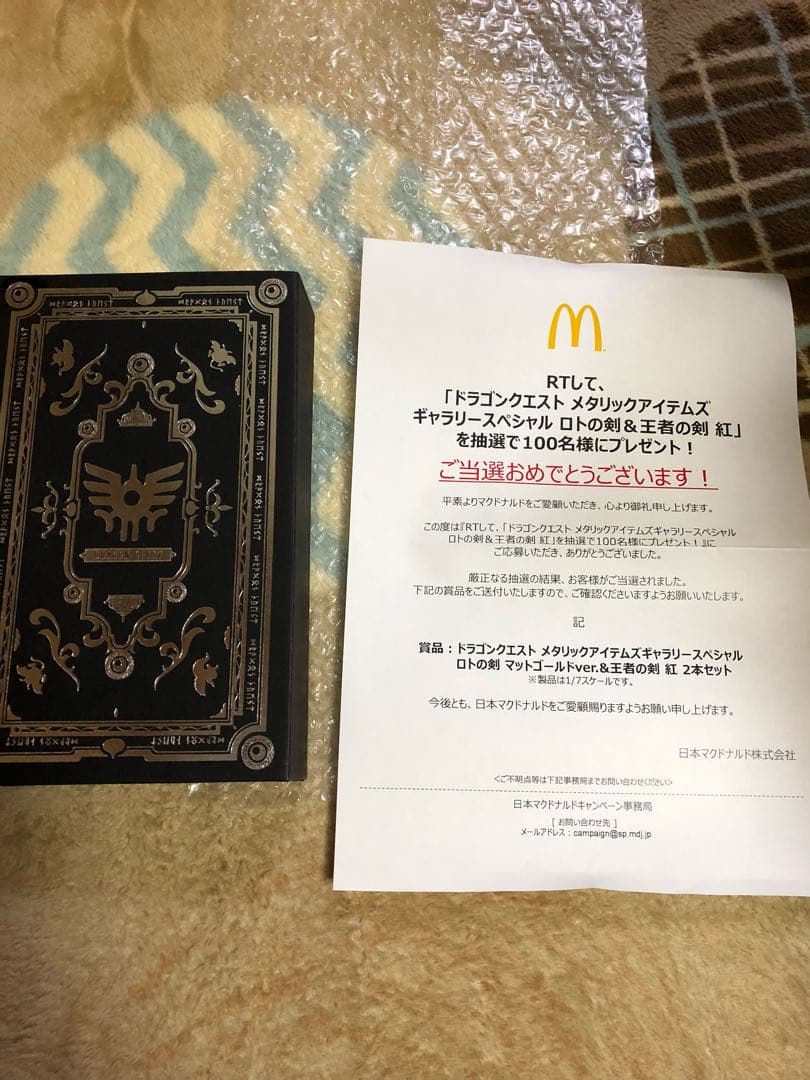 RTして、
「ドラゴンクエスト メタリックアイテムズ
ギャラリースペシャル ロトの剣＆王者の剣 紅」
を抽選で100名様にプレゼント！
ご当選おめでとうございます！
平素よりマクドナルドをご愛顧いただき、心より御礼申し上げます。
この度は『RTして、「ドラゴンクエスト メタリックアイテムズギャラリースペシャル
ロトの剣＆王者の剣 紅」を抽選で100名様にプレゼント！』に
ご応募いただき、ありがとうございました。
厳正なる抽選の結果、お客様がご当選されました。
下記の賞品をご送付いたしますので、ご確認くださいますようお願いいたします。
記
賞品：ドラゴンクエスト メタリックアイテムズギャラリースペシャル
ロトの剣 マットゴールドver.&王者の剣 紅 2本セット
※製品は1/7スケールです。
今後とも、日本マクドナルドをご愛顧賜りますようお願い申し上げます。
日本マクドナルド株式会社
<ご不明点等は下記事務局までお問い合わせください>
日本マクドナルドキャンペーン事務局
[ お問い合わせ先 ]
メールアドレス：campaign@sp.mdj.jp